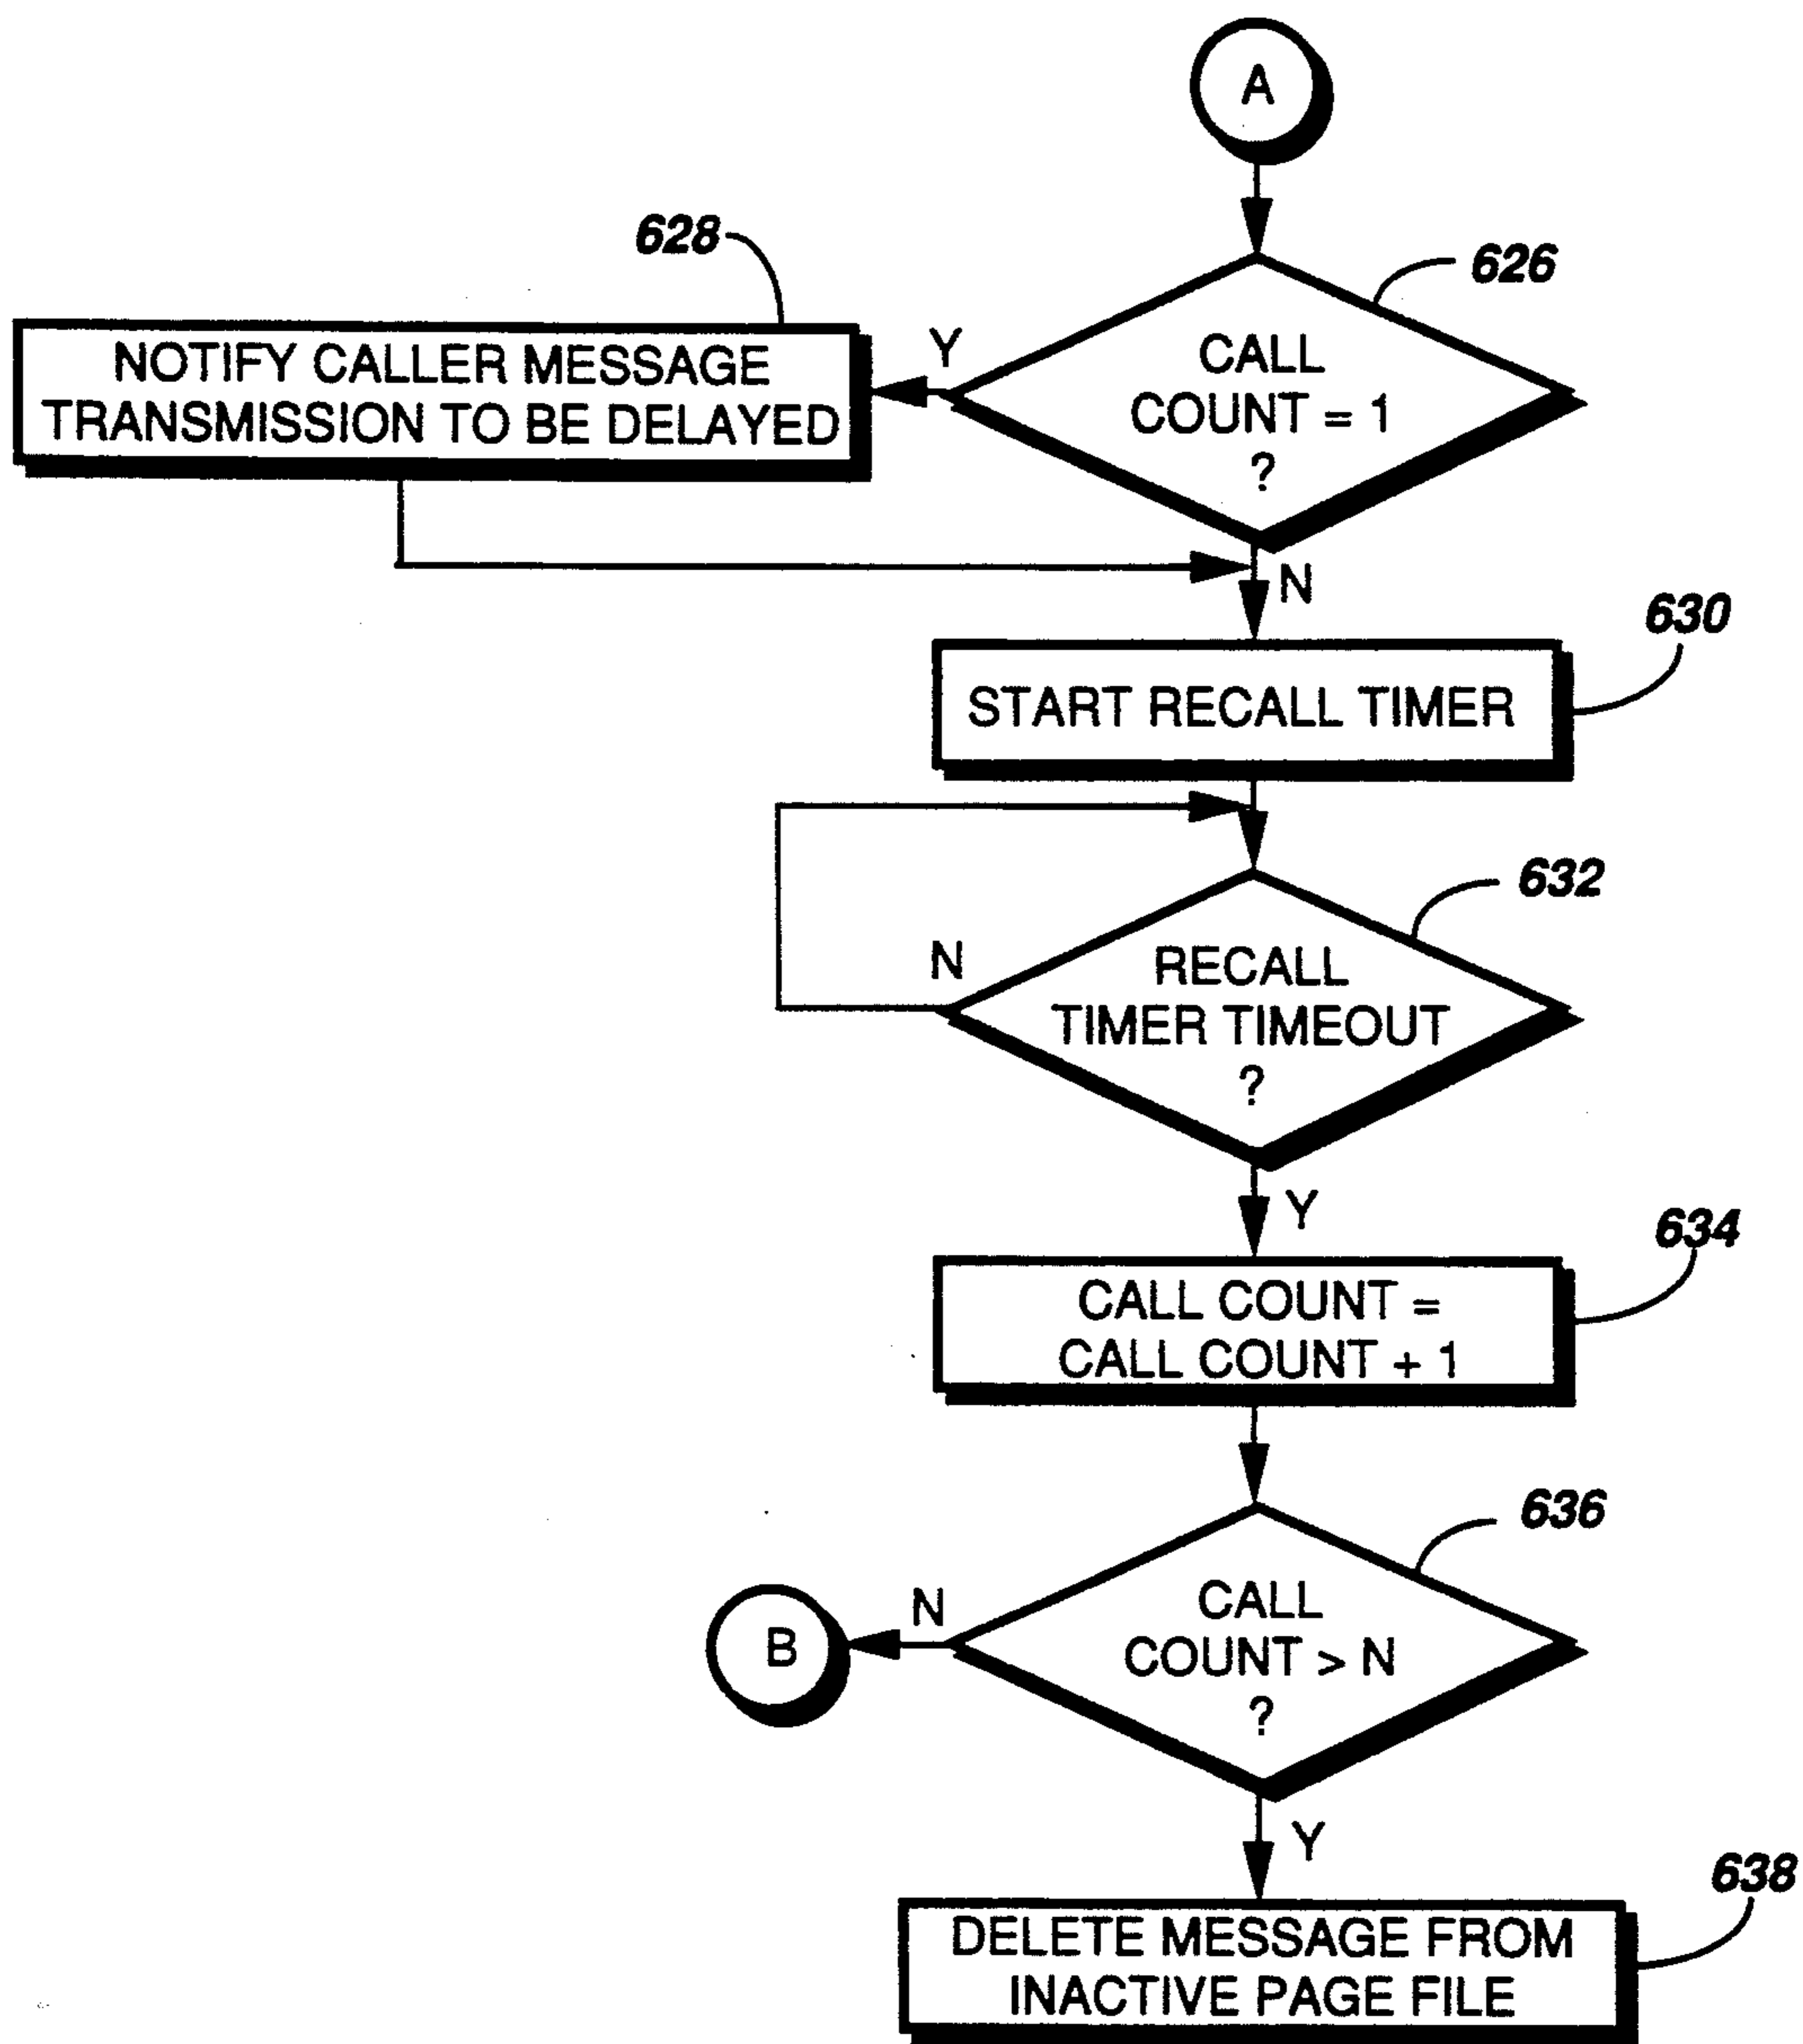 A
628
626
NOTIFY CALLER MESSAGE
TRANSMISSION TO BE DELAYED
Y
CALL
COUNT = 1
?
N
630
START RECALL TIMER
632
N
RECALL
TIMER TIMEOUT
?
Y
634
CALL COUNT =
CALL COUNT + 1
636
B
N
CALL
COUNT > N
?
Y
638
DELETE MESSAGE FROM
INACTIVE PAGE FILE